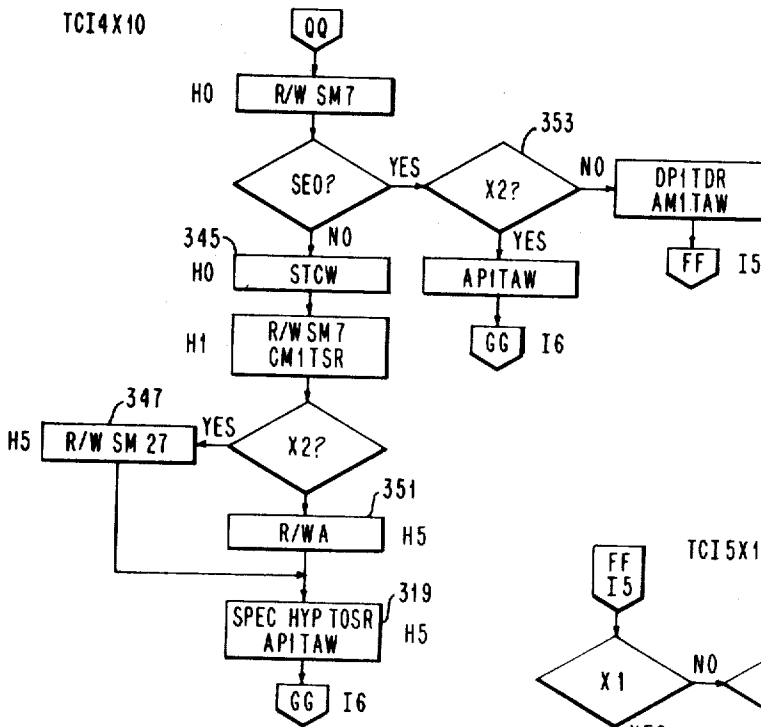 TCI4X10
QQ
H0
R/W SM7
353
SE0?
YES
X2?
NO
DP1TDR
AM1TAW
FF
I5
NO
YES
345
H0
STCW
AP1TAW
GG
I6
H1
R/W SM7
CM1TSR
347
H5
R/W SM 27
YES
X2?
351
R/WA
H5
319
SPEC HYP TOSR
AP1TAW
H5
GG
I6
TCI5X1
FF
I5
X1
NO